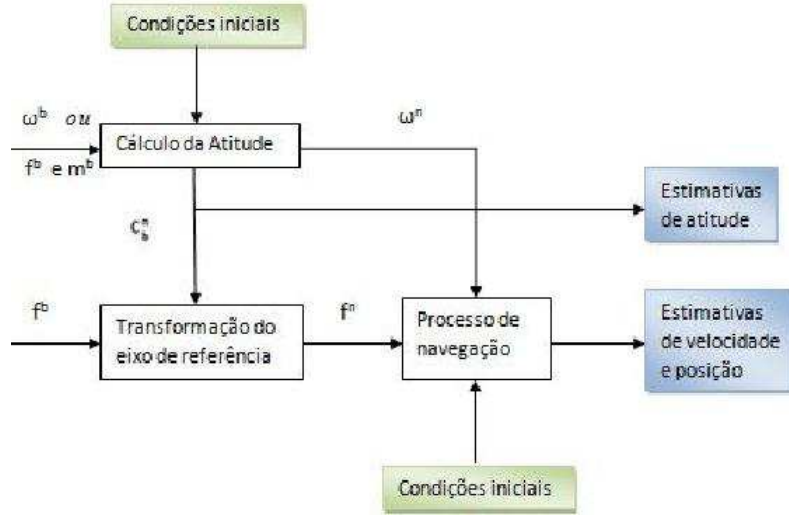 Condições iniciais
ω^b ou
f^b e m^b
Cálculo da Atitude
ω^n
C_b^n
Estimativas
de atitude
f^b
Transformação do
eixo de referência
f^n
Processo de
navegação
Estimativas
de velocidade
e posição
Condições iniciais